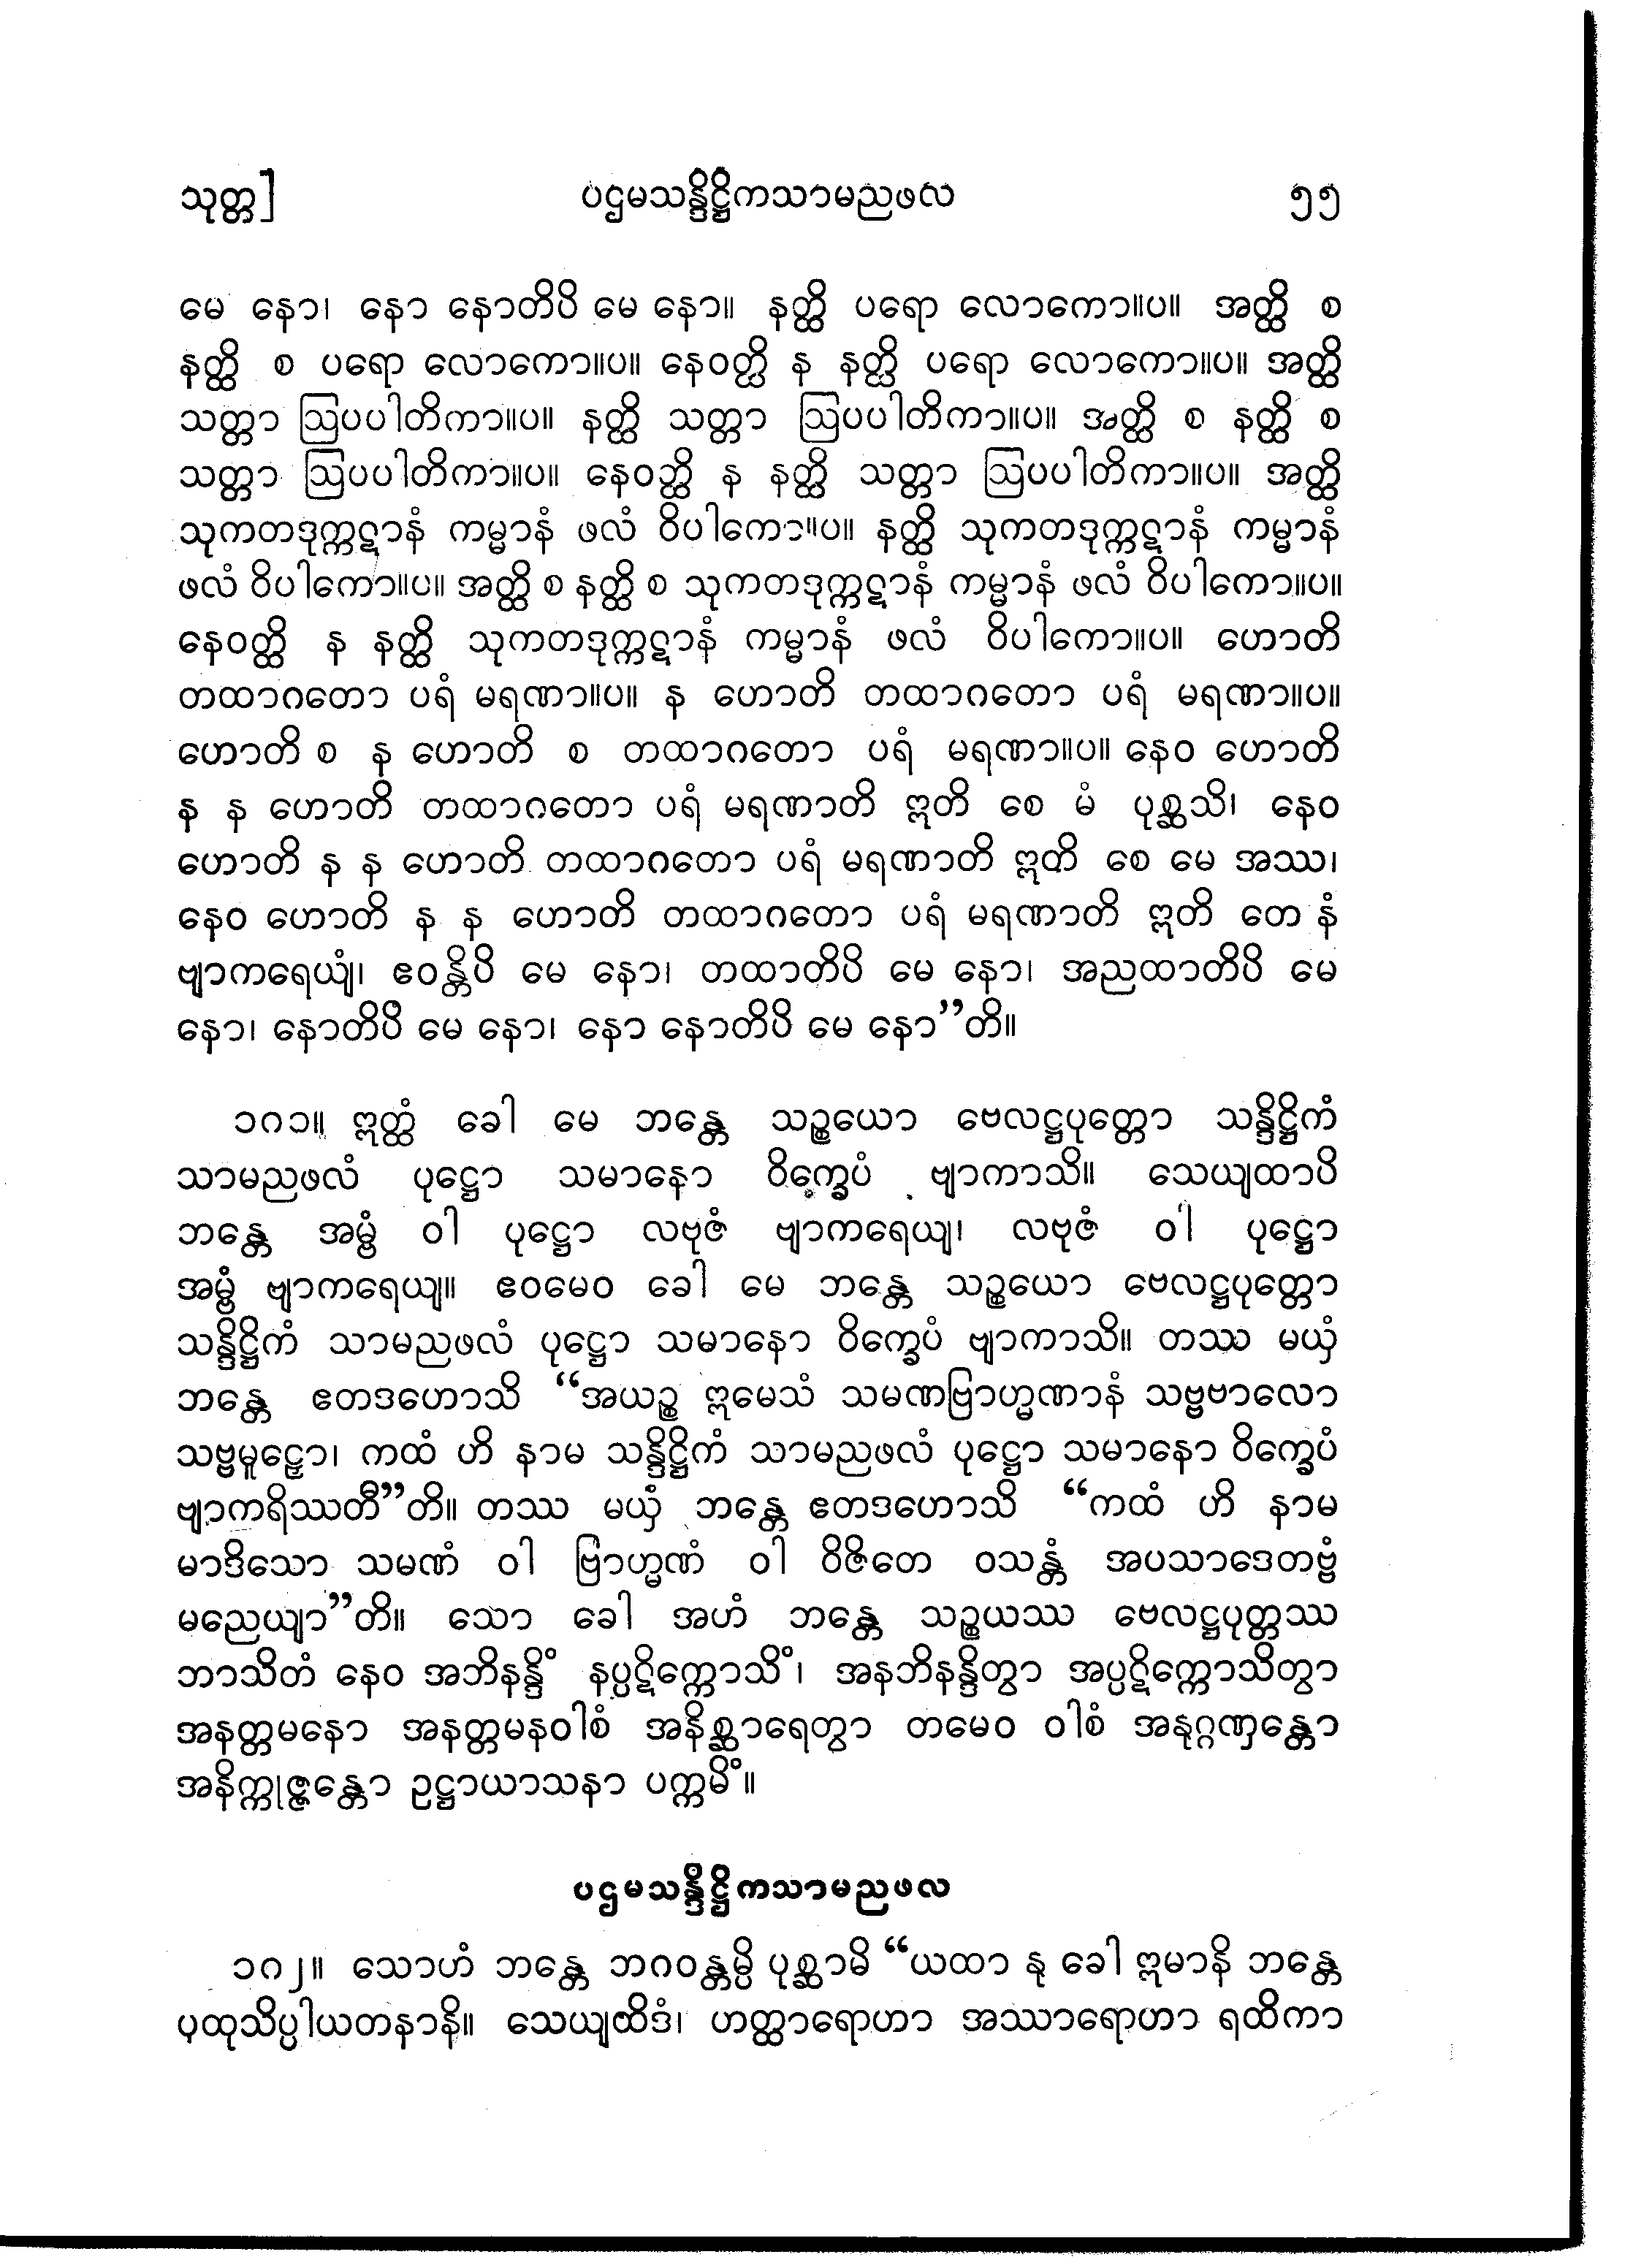 သုတ္တ] ပဌမသန္ဒိဋ္ဌိကသာမညဖလ ၅၅
မေ နော၊ နော နောတိပိ မေ နော။ နတ္ထိ ပရော လောကော။ပ။ အတ္ထိ စ
နတ္ထိ စ ပရော လောကော။ပ။ နေဝတ္ထိ န နတ္ထိ ပရော လောကော။ပ။ အတ္ထိ
သတ္တာ ဩပပါတိကာ။ပ။ နတ္ထိ သတ္တာ ဩပပါတိကာ။ပ။ အတ္ထိ စ နတ္ထိ စ
သတ္တာ ဩပပါတိကာ။ပ။ နေဝတ္ထိ န နတ္ထိ သတ္တာ ဩပပါတိကာ။ပ။ အတ္ထိ
သုကတဒုက္ကဋာနံ ကမ္မာနံ ဖလံ ဝိပါကော။ပ။ နတ္ထိ သုကတဒုက္ကဋာနံ ကမ္မာနံ
ဖလံ ဝိပါကော။ပ။ အတ္ထိ စ နတ္ထိ စ သုကတဒုက္ကဋာနံ ကမ္မာနံ ဖလံ ဝိပါကော။ပ။
နေဝတ္ထိ န နတ္ထိ သုကတဒုက္ကဋာနံ ကမ္မာနံ ဖလံ ဝိပါကော။ပ။ ဟောတိ
တထာဂတော ပရံ မရဏာ။ပ။ န ဟောတိ တထာဂတော ပရံ မရဏာ။ပ။
ဟောတိ စ န ဟောတိ စ တထာဂတော ပရံ မရဏာ။ပ။ နေဝ ဟောတိ
န န ဟောတိ တထာဂတော ပရံ မရဏာတိ ဣတိ စေ မံ ပုစ္ဆသိ၊ နေဝ
ဟောတိ န န ဟောတိ တထာဂတော ပရံ မရဏာတိ ဣတိ စေ မေ အဿ၊
နေဝ ဟောတိ န န ဟောတိ တထာဂတော ပရံ မရဏာတိ ဣတိ တေ နံ
ဗျာကရေယျံ၊ ဧဝန္တိပိ မေ နော၊ တထာတိပိ မေ နော၊ အညထာတိပိ မေ
နော၊ နောတိပိ မေ နော၊ နော နောတိပိ မေ နော”တိ။
၁၈၁။ ဣတ္ထံ ခေါ မေ ဘန္တေ သဉ္စယော ဗေလဋ္ဌပုတ္တော သန္ဒိဋ္ဌိကံ
သာမညဖလံ ပုဋ္ဌော သမာနော ဝိက္ခေပံ ဗျာကာသိ။ သေယျထာပိ
ဘန္တေ အမ္ဗံ ဝါ ပုဋ္ဌော လဗုဇံ ဗျာကရေယျ၊ လဗုဇံ ဝါ ပုဋ္ဌော
အမ္ဗံ ဗျာကရေယျ။ ဧဝမေဝ ခေါ မေ ဘန္တေ သဉ္စယော ဗေလဋ္ဌပုတ္တော
သန္ဒိဋ္ဌိကံ သာမညဖလံ ပုဋ္ဌော သမာနော ဝိက္ခေပံ ဗျာကာသိ။ တဿ မယှံ
ဘန္တေ ဧတဒဟောသိ “အယဉ္စ ဣမေသံ သမဏဗြာဟ္မဏာနံ သဗ္ဗဗာလော
သဗ္ဗမူဠှော၊ ကထံ ဟိ နာမ သန္ဒိဋ္ဌိကံ သာမညဖလံ ပုဋ္ဌော သမာနော ဝိက္ခေပံ
ဗျာကရိဿတီ”တိ။ တဿ မယှံ ဘန္တေ ဧတဒဟောသိ “ကထံ ဟိ နာမ
မာဒိသော သမဏံ ဝါ ဗြာဟ္မဏံ ဝါ ဝိဇိတေ ဝသန္တံ အပသာဒေတဗ္ဗံ
မညေယျာ”တိ။ သော ခေါ အဟံ ဘန္တေ သဉ္စယဿ ဗေလဋ္ဌပုတ္တဿ
ဘာသိတံ နေဝ အဘိနန္ဒိံ နပ္ပဋိက္ကောသိံ၊ အနဘိနန္ဒိတွာ အပ္ပဋိက္ကောသိတွာ
အနတ္တမနော အနတ္တမနဝါစံ အနိစ္ဆာရေတွာ တမေဝ ဝါစံ အနုဂ္ဂဏှန္တော
အနိက္ကုဇ္ဇန္တော ဥဋ္ဌာယာသနာ ပက္ကမိံ။
ပဌမသန္ဒိဋ္ဌိကသာမညဖလ
၁၈၂။ သောဟံ ဘန္တေ ဘဂဝန္တမ္ပိ ပုစ္ဆာမိ “ယထာ နု ခေါ ဣမာနိ ဘန္တေ
ပုထုသိပ္ပါယတနာနိ။ သေယျထိဒံ၊ ဟတ္ထာရောဟာ အဿာရောဟာ ရထိကာ